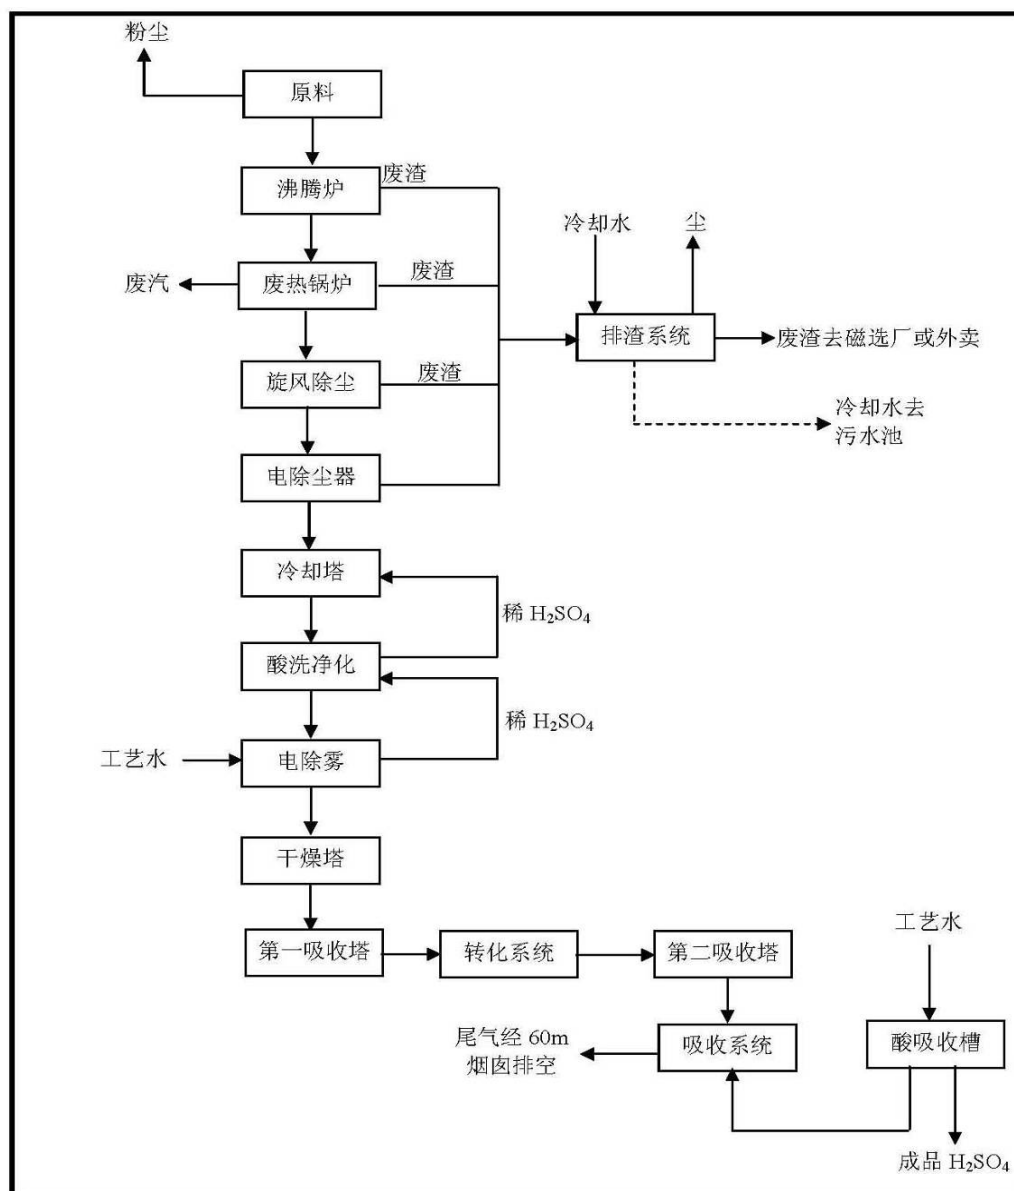 粉尘
原料
沸腾炉
废渣
冷却水
尘
废汽
废热锅炉
废渣
排渣系统
废渣去磁选厂或外卖
旋风除尘
废渣
冷却水去
污水池
电除尘器
冷却塔
稀 H₂SO₄
酸洗净化
稀 H₂SO₄
工艺水
电除雾
干燥塔
第一吸收塔
转化系统
第二吸收塔
工艺水
尾气经 60m
烟囱排空
吸收系统
酸吸收槽
成品 H₂SO₄